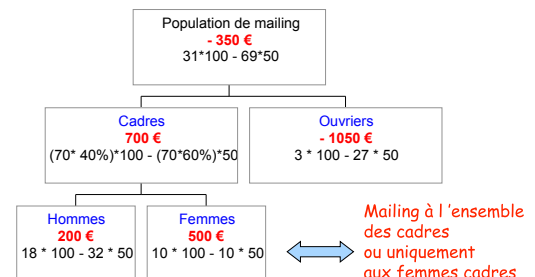 Population de mailing
- 350 €
31*100 - 69*50
Cadres
700 €
(70* 40%)*100 - (70*60%)*50
Ouvriers
- 1050 €
3 * 100 - 27 * 50
Hommes
200 €
18 * 100 - 32 * 50
Femmes
500 €
10 * 100 - 10 * 50
Mailing à l 'ensemble
des cadres
ou uniquement
aux femmes cadres